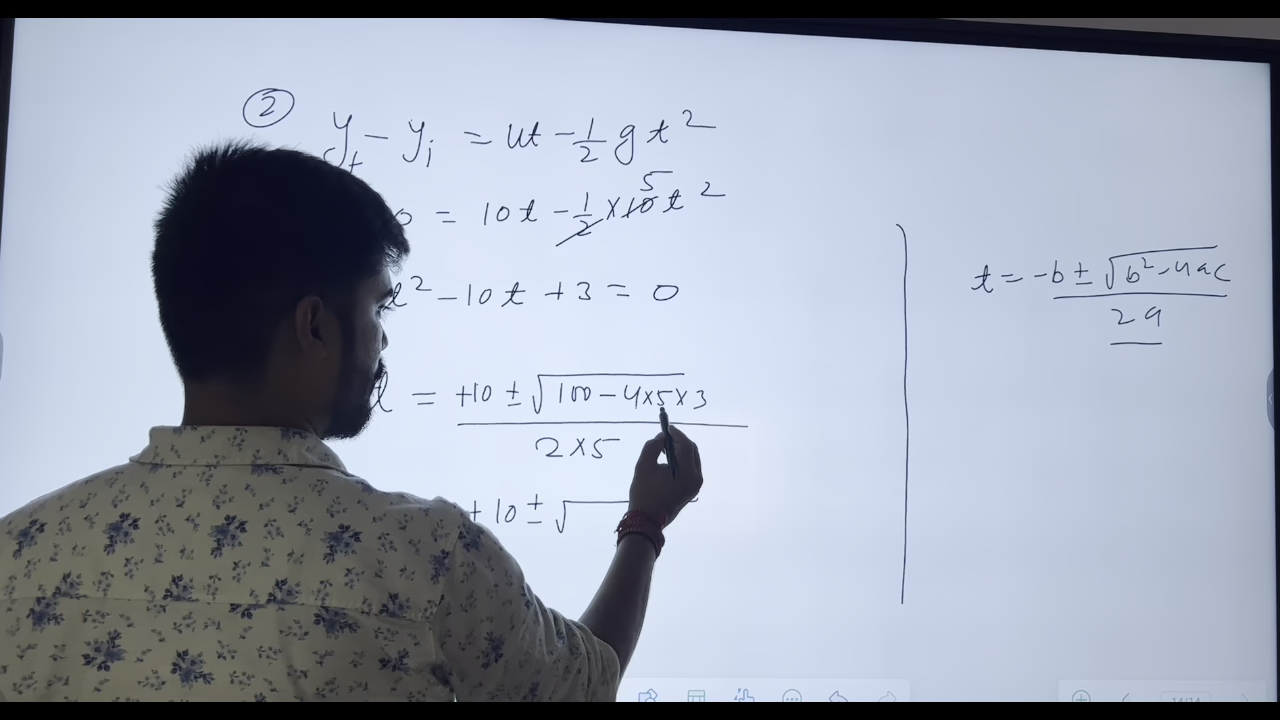 ②
y_f - y_i = ut - 1/2 g t²
0 = 10t - 1/2 × 10 t²
5
t² - 10t + 3 = 0
t = +10 ± √(100 - 4×5×3) / 2×5
+10 ± √
t = -b ± √(b² - 4ac) / 2a